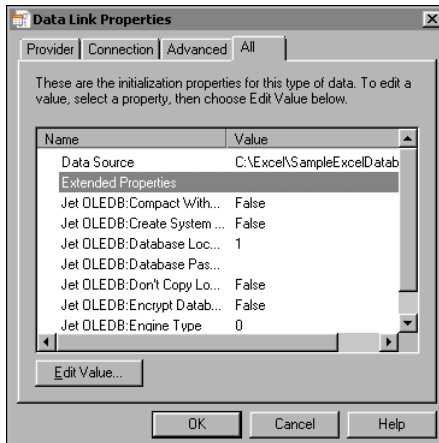 Data Link Properties
Provider Connection Advanced All
These are the initialization properties for this type of data. To edit a
value, select a property, then choose Edit Value below.
Name Value
Data Source C:\Excel\SampleExcelDatab
Extended Properties
Jet OLEDB:Compact With... False
Jet OLEDB:Create System ... False
Jet OLEDB:Database Loc... 1
Jet OLEDB:Database Pas...
Jet OLEDB:Don't Copy Lo... False
Jet OLEDB:Encrypt Datab... False
Jet OLEDB:Engine Type 0
Edit Value...
OK Cancel Help